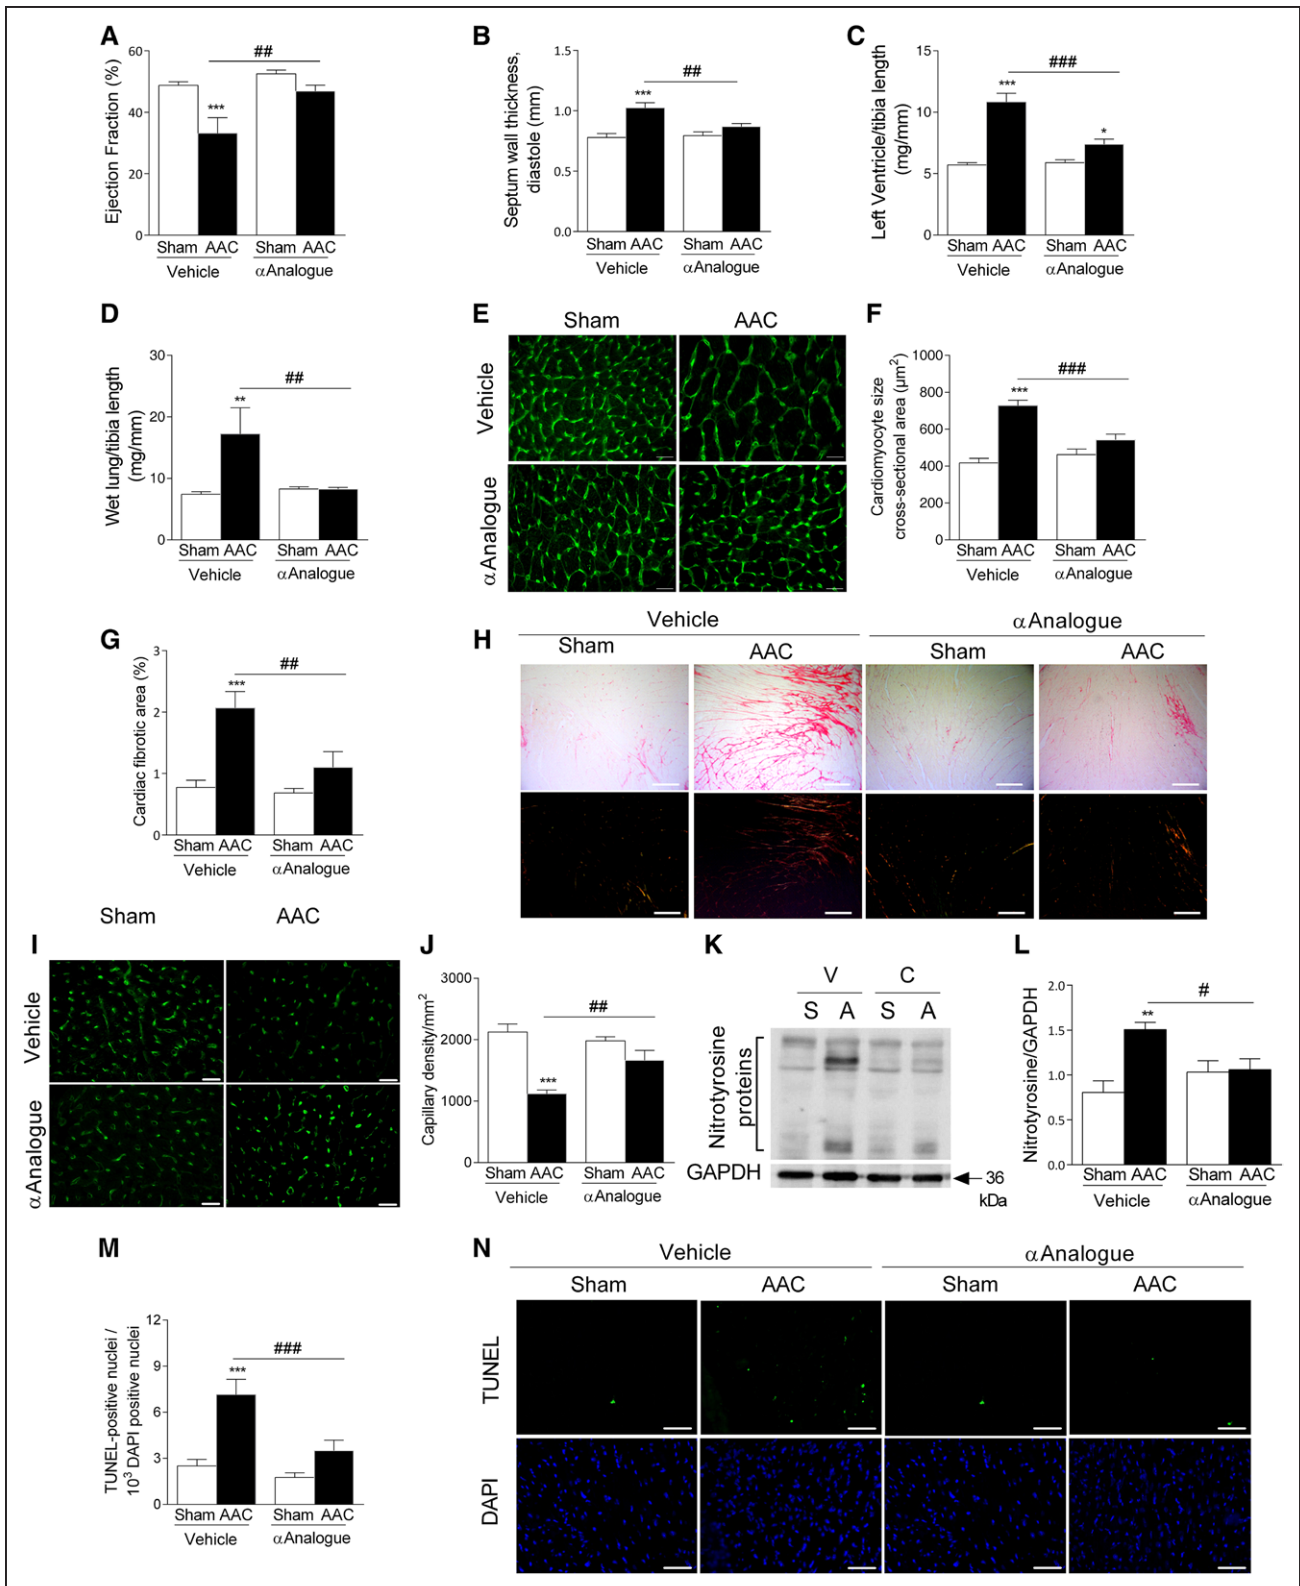 A
Ejection Fraction (%)
60
40
20
0
##
***
Sham AAC Sham AAC
Vehicle αAnalogue
B
Septum wall thickness,
diastole (mm)
1.5
1.0
0.5
0.0
##
***
Sham AAC Sham AAC
Vehicle αAnalogue
C
Left Ventricle/tibia length
(mg/mm)
15
10
5
0
###
***
*
Sham AAC Sham AAC
Vehicle αAnalogue
D
Wet lung/tibia length
(mg/mm)
30
20
10
0
##
**
Sham AAC Sham AAC
Vehicle αAnalogue
E
Sham AAC
Vehicle
αAnalogue
F
Cardiomyocyte size
cross-sectional area (µm²)
1000
800
600
400
200
0
###
***
Sham AAC Sham AAC
Vehicle αAnalogue
G
Cardiac fibrotic area (%)
3
2
1
0
##
***
Sham AAC Sham AAC
Vehicle αAnalogue
H
Vehicle αAnalogue
Sham AAC Sham AAC
I
Sham AAC
Vehicle
αAnalogue
J
Capillary density/mm²
3000
2000
1000
0
##
***
Sham AAC Sham AAC
Vehicle αAnalogue
K
V C
S A S A
Nitrotyrosine
proteins
GAPDH
36
kDa
L
Nitrotyrosine/GAPDH
2.0
1.5
1.0
0.5
0.0
#
**
Sham AAC Sham AAC
Vehicle αAnalogue
M
TUNEL-positive nuclei /
10³ DAPI positive nuclei
12
9
6
3
0
###
***
Sham AAC Sham AAC
Vehicle αAnalogue
N
Vehicle αAnalogue
Sham AAC Sham AAC
TUNEL
DAPI